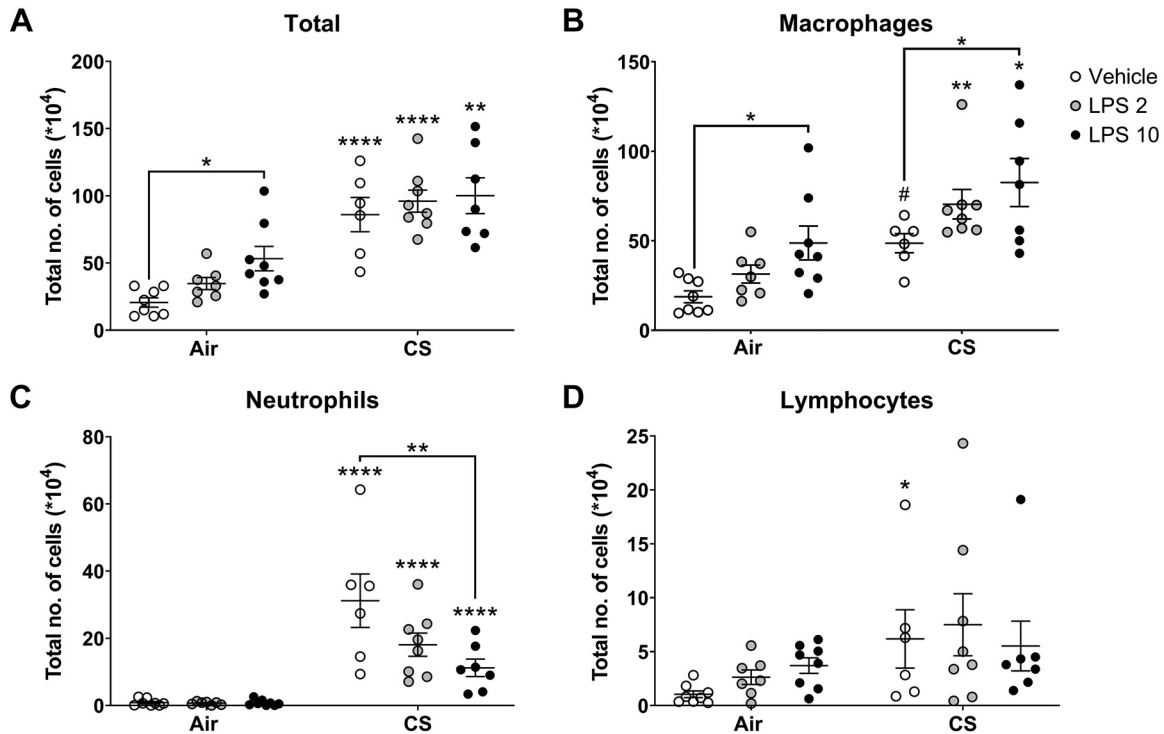 A
Total
Total no. of cells (*10⁴)
200
150
100
50
0
*
****
****
**
Air
CS
B
Macrophages
Total no. of cells (*10⁴)
150
100
50
0
*
*
#
**
*
Air
CS
Vehicle
LPS 2
LPS 10
C
Neutrophils
Total no. of cells (*10⁴)
80
60
40
20
0
**
****
****
****
Air
CS
D
Lymphocytes
Total no. of cells (*10⁴)
25
20
15
10
5
0
*
Air
CS